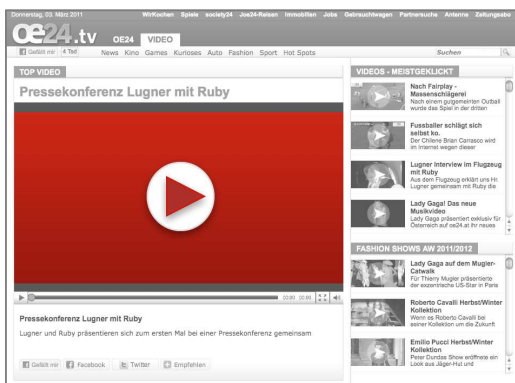 Donnerstag, 03. März 2011
WirKochen Spiele society24 Joe24-Reisen Immobilien Jobs Gebrauchtwagen Partnersuche Antenne Zeitungsabo
oe24.tv OE24 VIDEO
Gefällt mir 4 Tsd
News Kino Games Kurioses Auto Fashion Sport Hot Spots
Suchen
TOP VIDEO
Pressekonferenz Lugner mit Ruby
00:00 00:00
Pressekonferenz Lugner mit Ruby
Lugner und Ruby präsentieren sich zum ersten Mal bei einer Pressekonferenz gemeinsam
Gefällt mir Facebook Twitter Empfehlen
VIDEOS - MEISTGEKLICKT
Nach Fairplay -
Massenschlägerei
Nach einem gutgemeinten Outball
wurde das Spiel in der dritten
Fussballer schlägt sich
selbst ko.
Der Chilene Brian Carrasco wird
im Internet wegen dieser
Lugner Interview im Flugzeug
mit Ruby
Aus dem Flugzeug erklärt uns Hr.
Lugner gemeinsam mit Ruby die
Lady Gaga! Das neue
Musikvideo
Lady Gaga präsentiert exklusiv für
Österreich auf oe24.at ihr neues
FASHION SHOWS AW 2011/2012
Lady Gaga auf dem Mugler-
Catwalk
Für Thierry Mugler präsentierte
der exzentrische US-Star in Paris
Roberto Cavalli Herbst/Winter
Kollektion
Wenn es Roberto Cavalli bei
seiner Kollektion um die Zukunft
Emilio Pucci Herbst/Winter
Kollektion
Peter Dundas Show eröffnete ein
Look aus Jäger-Hut und